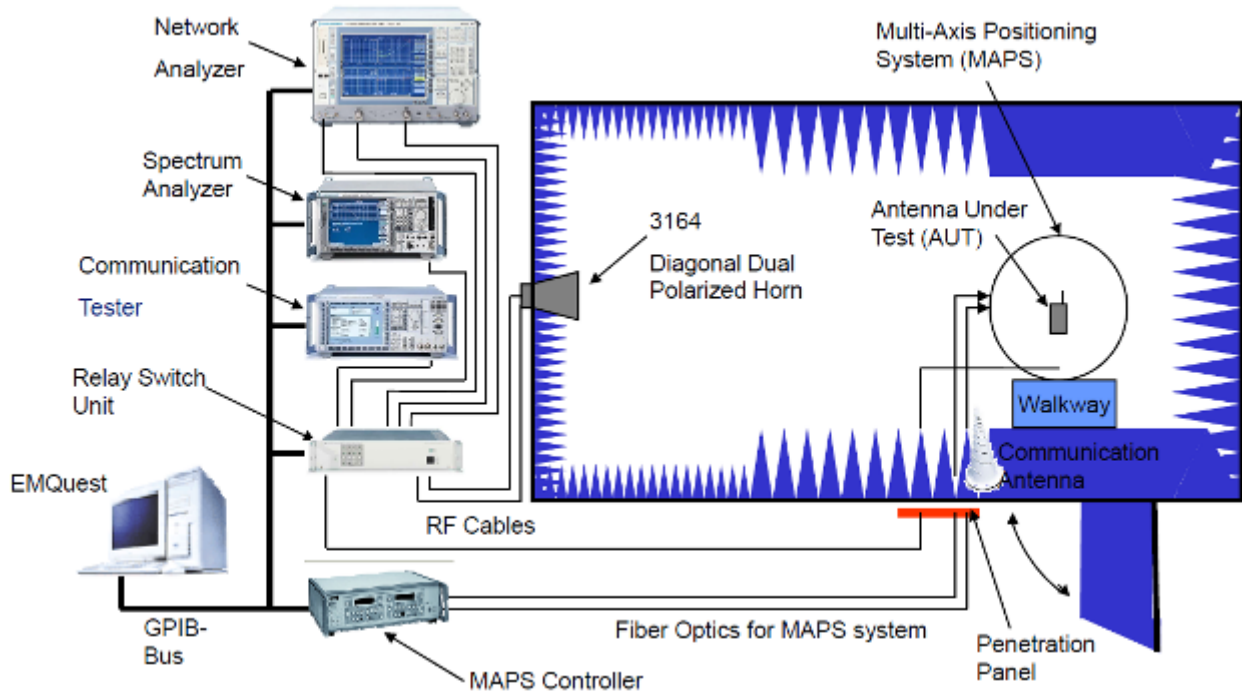 Network
Analyzer
Multi-Axis Positioning
System (MAPS)
Spectrum
Analyzer
3164
Diagonal Dual
Polarized Horn
Antenna Under
Test (AUT)
Communication
Tester
Relay Switch
Unit
Walkway
Communication
Antenna
EMQuest
RF Cables
GPIB-
Bus
Fiber Optics for MAPS system
Penetration
Panel
MAPS Controller